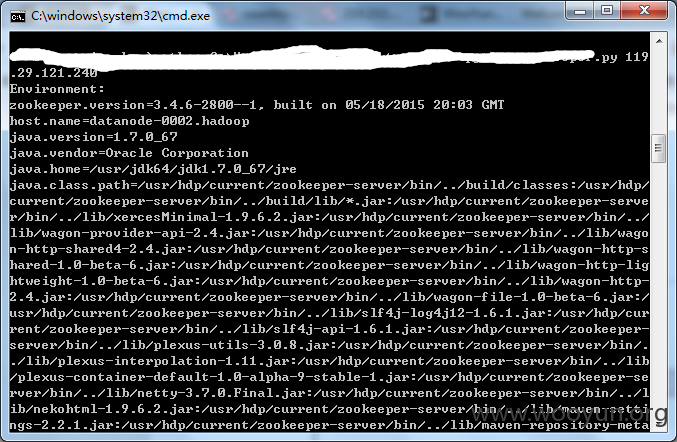 C:\windows\system32\cmd.exe
.py 119
.29.121.240
Environment:
zookeeper.version=3.4.6-2800--1, built on 05/18/2015 20:03 GMT
host.name=datanode-0002.hadoop
java.version=1.7.0_67
java.vendor=Oracle Corporation
java.home=/usr/jdk64/jdk1.7.0_67/jre
java.class.path=/usr/hdp/current/zookeeper-server/bin/../build/classes:/usr/hdp/
current/zookeeper-server/bin/../build/lib/*.jar:/usr/hdp/current/zookeeper-serve
r/bin/../lib/xercesMinimal-1.9.6.2.jar:/usr/hdp/current/zookeeper-server/bin/../
lib/wagon-provider-api-2.4.jar:/usr/hdp/current/zookeeper-server/bin/../lib/wago
n-http-shared4-2.4.jar:/usr/hdp/current/zookeeper-server/bin/../lib/wagon-http-s
hared-1.0-beta-6.jar:/usr/hdp/current/zookeeper-server/bin/../lib/wagon-http-lig
htweight-1.0-beta-6.jar:/usr/hdp/current/zookeeper-server/bin/../lib/wagon-http-
2.4.jar:/usr/hdp/current/zookeeper-server/bin/../lib/wagon-file-1.0-beta-6.jar:/
usr/hdp/current/zookeeper-server/bin/../lib/slf4j-log4j12-1.6.1.jar:/usr/hdp/cur
rent/zookeeper-server/bin/../lib/slf4j-api-1.6.1.jar:/usr/hdp/current/zookeeper-
server/bin/../lib/plexus-utils-3.0.8.jar:/usr/hdp/current/zookeeper-server/bin/.
./lib/plexus-interpolation-1.11.jar:/usr/hdp/current/zookeeper-server/bin/../lib
/plexus-container-default-1.0-alpha-9-stable-1.jar:/usr/hdp/current/zookeeper-se
rver/bin/../lib/netty-3.7.0.Final.jar:/usr/hdp/current/zookeeper-server/bin/../l
ib/nekohtml-1.9.6.2.jar:/usr/hdp/current/zookeeper-server/bin/../lib/maven-setti
ngs-2.2.1.jar:/usr/hdp/current/zookeeper-server/bin/../lib/maven-repository-meta
www.wooyun.org